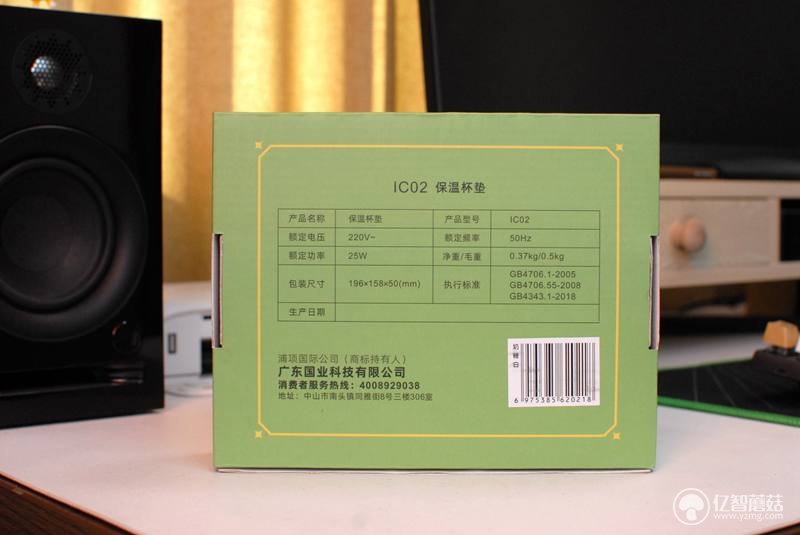 IC02 保温杯垫
产品名称 保温杯垫 产品型号 IC02
额定电压 220V~ 额定频率 50Hz
额定功率 25W 净重/毛重 0.37kg/0.5kg
包装尺寸 196×158×50(mm) 执行标准 GB4706.1-2005
GB4706.55-2008
GB4343.1-2018
生产日期
浦项国际公司（商标持有人）
广东国业科技有限公司
消费者服务热线：4008929038
地址：中山市南头镇同雅街8号三楼306室
奶糖白
6 975385 620218
亿智蘑菇
www.yzmg.com